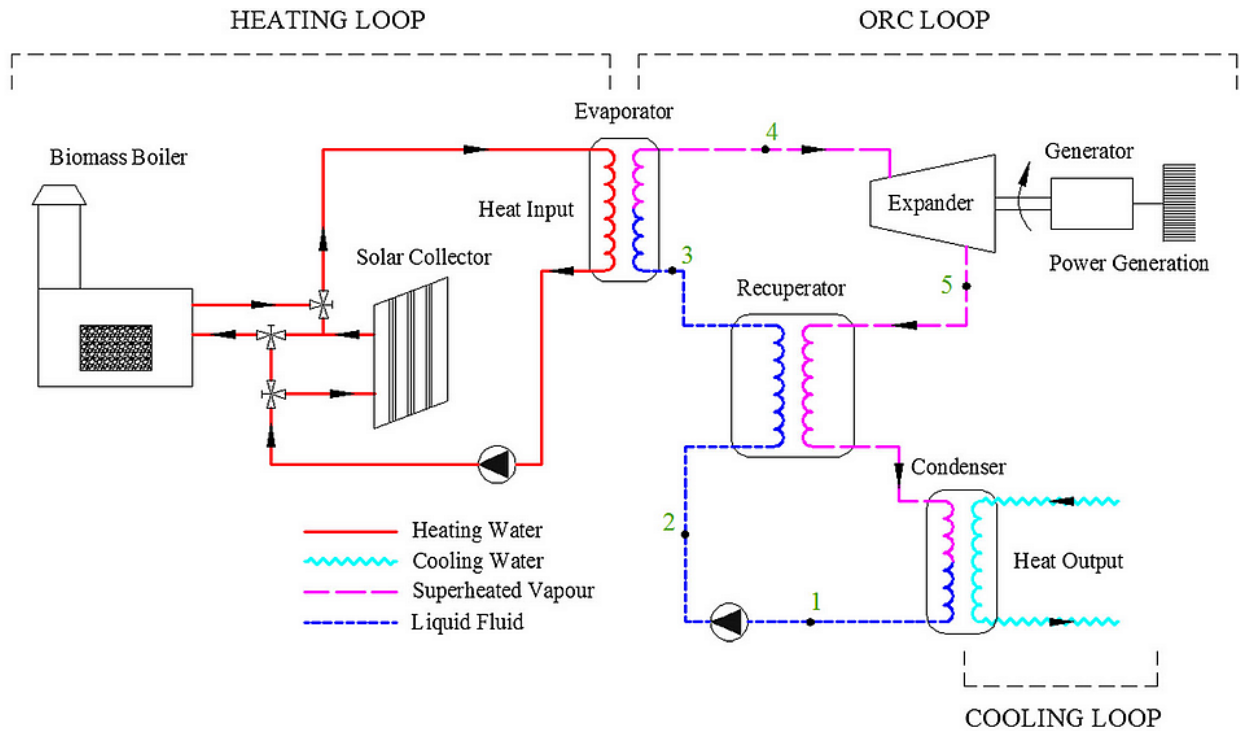 HEATING LOOP
ORC LOOP
Evaporator
4
Biomass Boiler
Generator
Heat Input
Expander
Solar Collector
3
Power Generation
Recuperator
5
Condenser
2
Heating Water
Cooling Water
Heat Output
Superheated Vapour
1
Liquid Fluid
COOLING LOOP